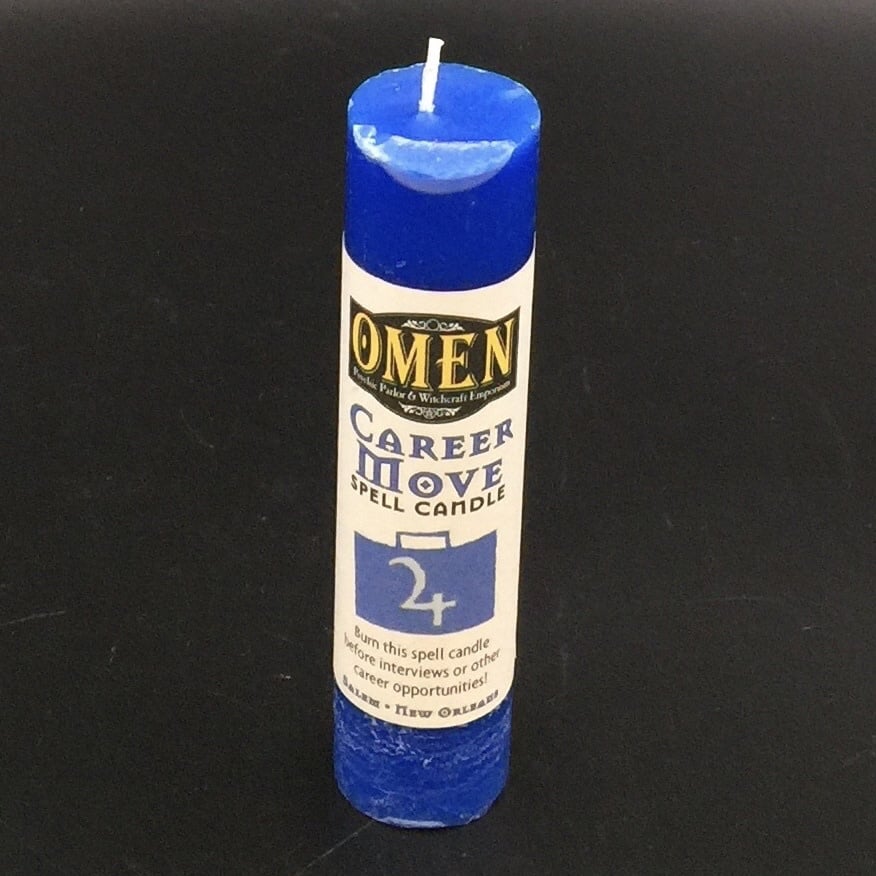 OMEN
Psychic Parlor & Witchcraft Emporium
CAREER
MOVE
SPELL CANDLE
♃
Burn this spell candle
before interviews or other
career opportunities!
SALEM • NEW ORLEANS